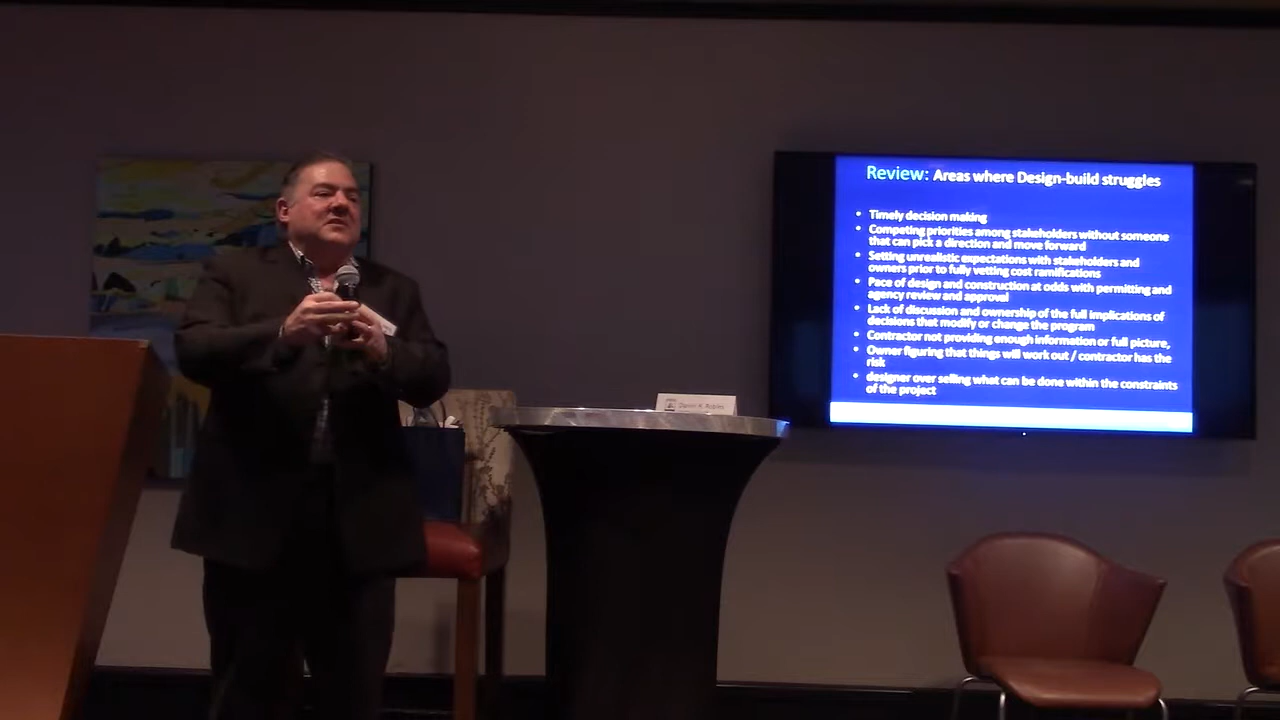 Review: Areas where Design-build struggles
• Timely decision making
• Competing priorities among stakeholders without someone
that can pick a direction and move forward
• Setting unrealistic expectations with stakeholders and
owners prior to fully vetting cost ramifications
• Pace of design and construction at odds with permitting and
agency review and approval
• Lack of discussion and ownership of the full implications of
decisions that modify or change the program
• Contractor not providing enough information or full picture,
• Owner figuring that things will work out / contractor has the
risk
• designer over selling what can be done within the constraints
of the project